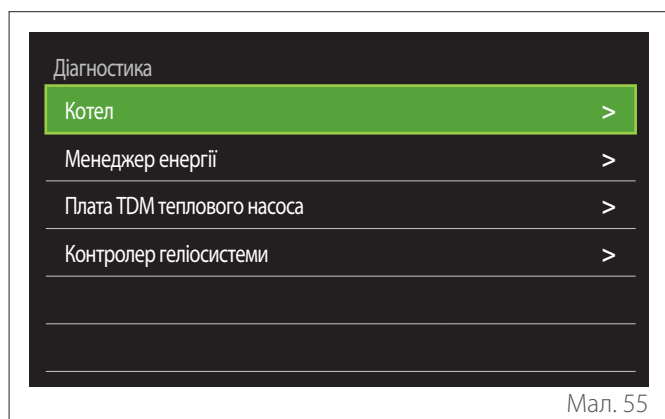 Діагностика
Котел >
Менеджер енергії >
Плата TDM теплового насоса >
Контролер геліосистеми >
Мал. 55